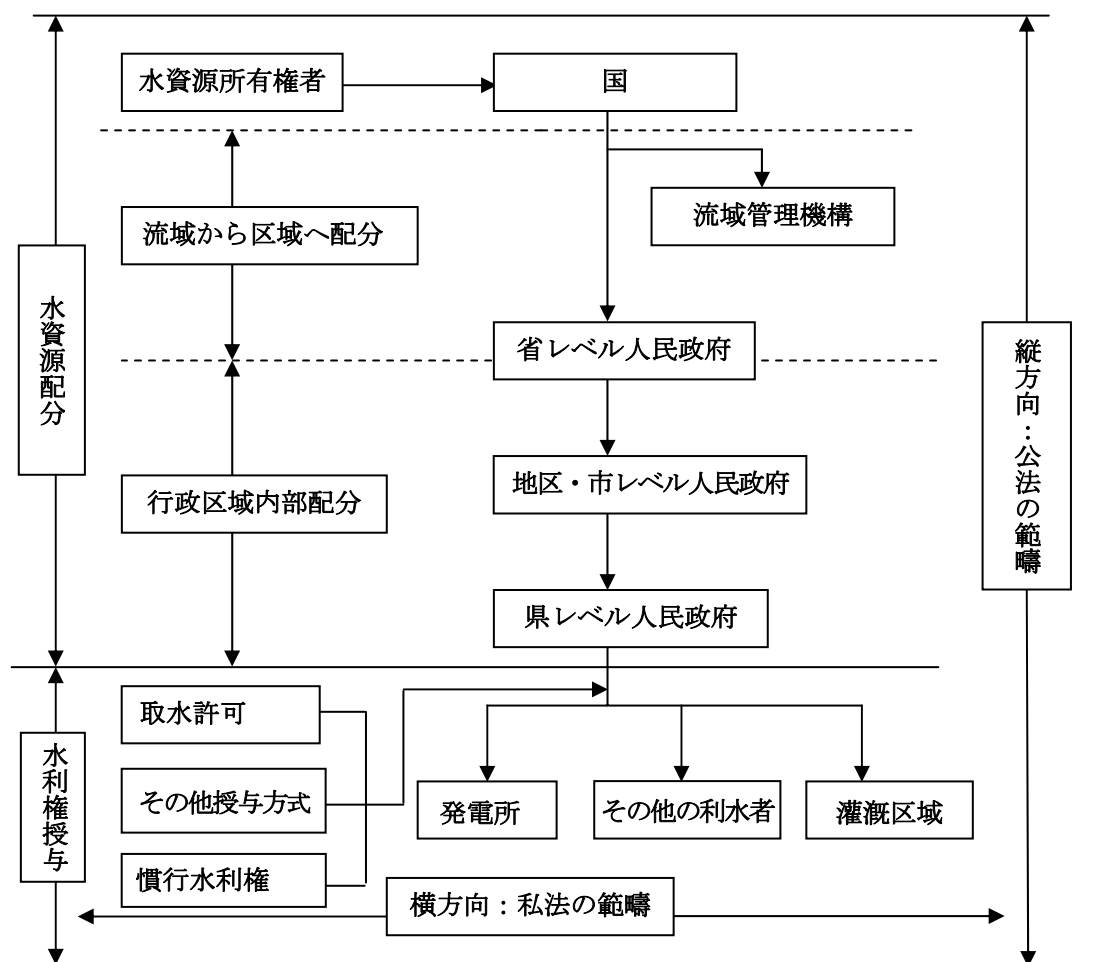 水資源所有権者
国
流域管理機構
流域から区域へ配分
水資源配分
省レベル人民政府
縦方向：公法の範疇
地区・市レベル人民政府
行政区域内部配分
県レベル人民政府
取水許可
水利権授与
その他授与方式
発電所
その他の利水者
灌漑区域
慣行水利権
横方向：私法の範疇